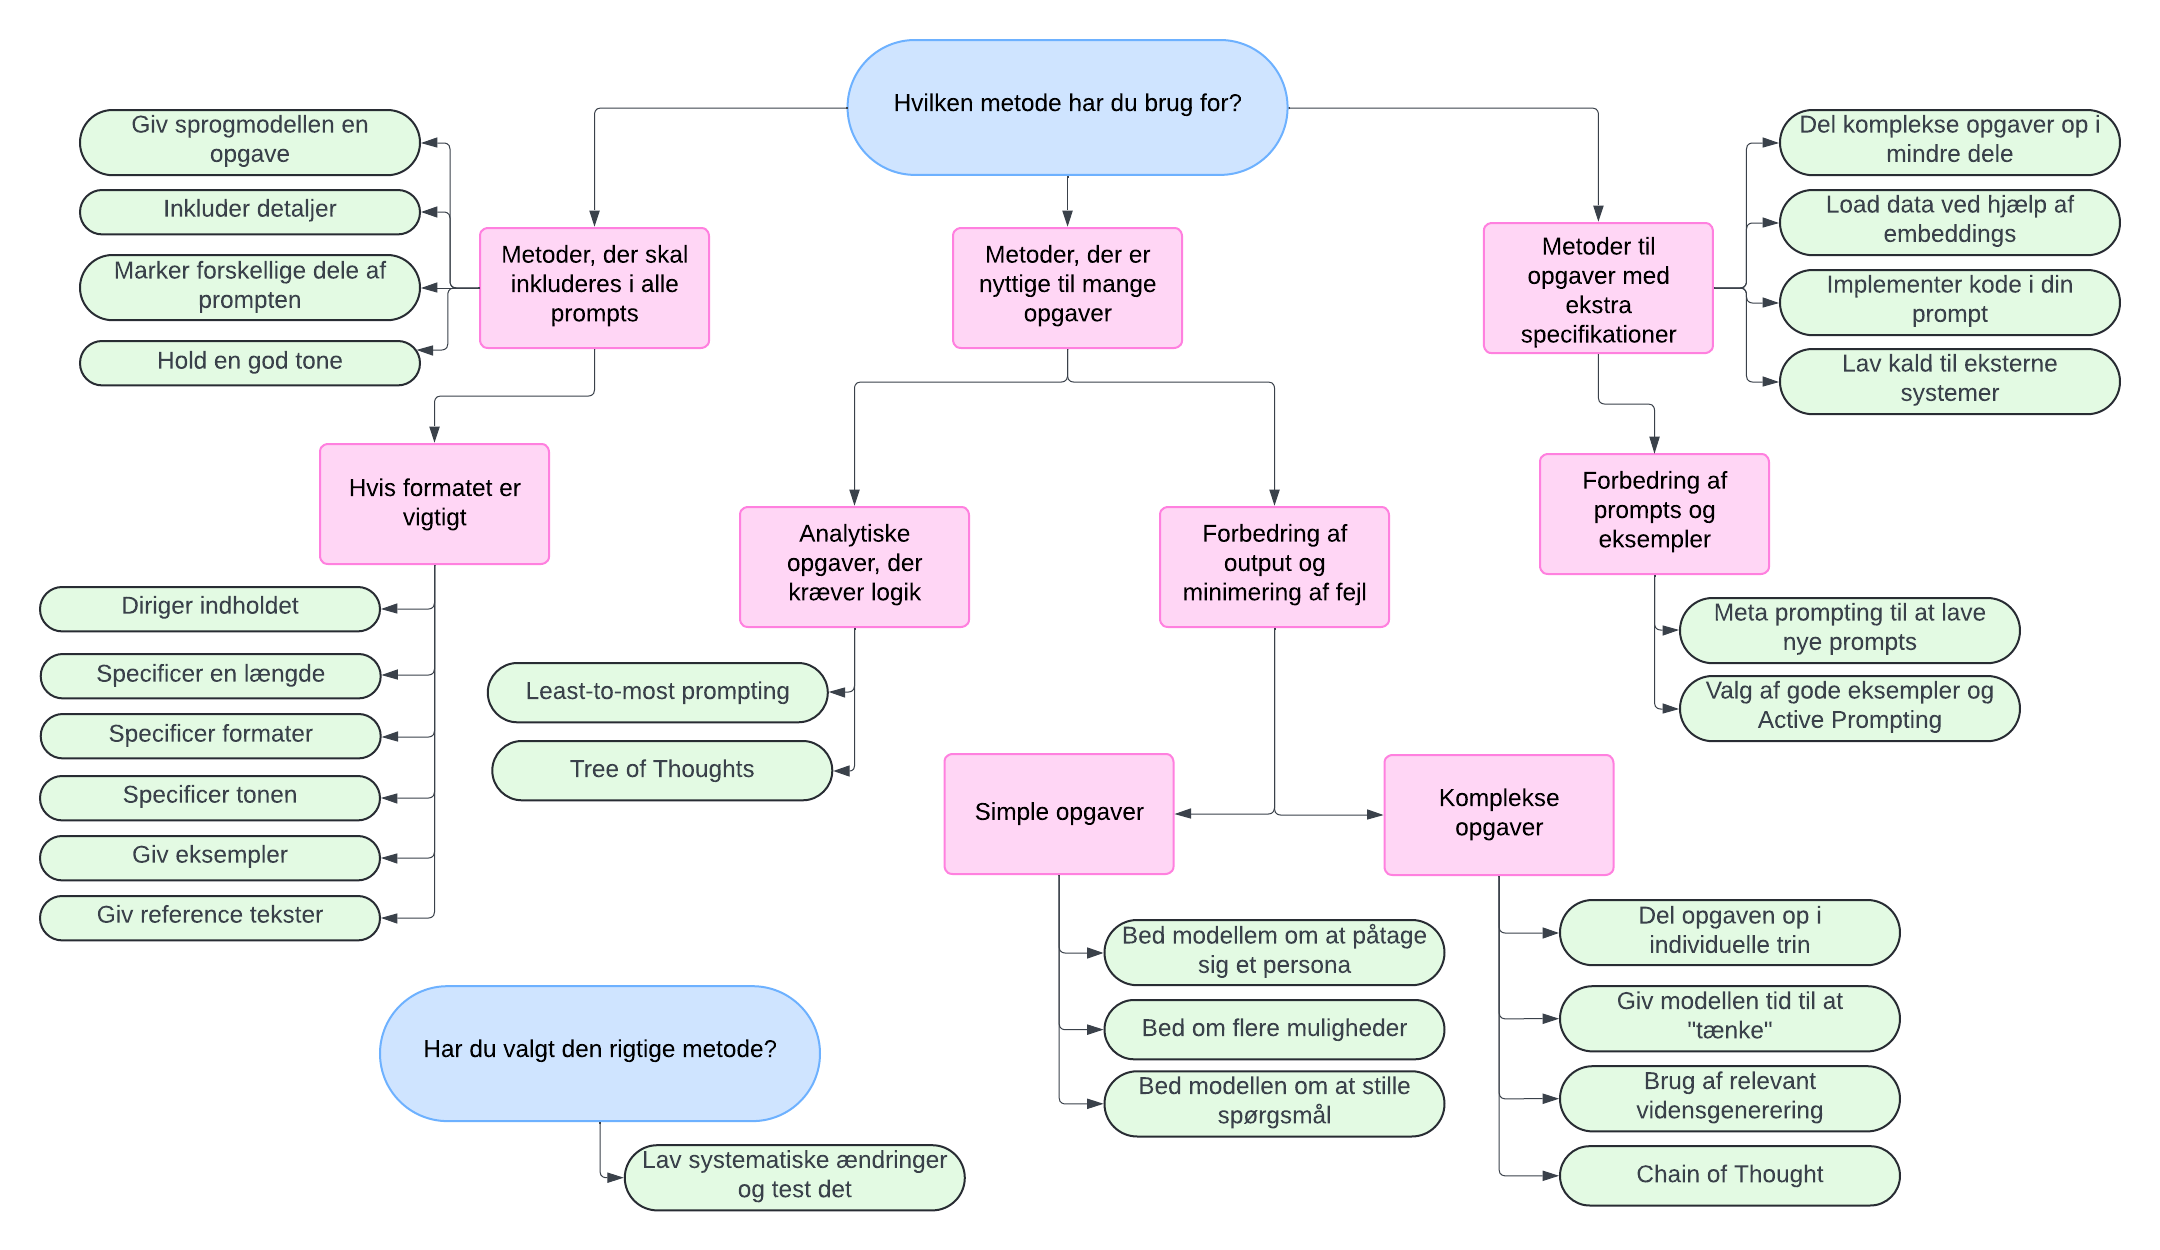 Hvilken metode har du brug for?
Giv sprogmodellen en
opgave
Inkluder detaljer
Marker forskellige dele af
prompten
Hold en god tone
Metoder, der skal
inkluderes i alle
prompts
Metoder, der er
nyttige til mange
opgaver
Metoder til
opgaver med
ekstra
specifikationer
Del komplekse opgaver op i
mindre dele
Load data ved hjælp af
embeddings
Implementer kode i din
prompt
Lav kald til eksterne
systemer
Hvis formatet er
vigtigt
Diriger indholdet
Specificer en længde
Specificer formater
Specificer tonen
Giv eksempler
Giv reference tekster
Analytiske
opgaver, der
kræver logik
Least-to-most prompting
Tree of Thoughts
Forbedring af
output og
minimering af fejl
Forbedring af
prompts og
eksempler
Meta prompting til at lave
nye prompts
Valg af gode eksempler og
Active Prompting
Simple opgaver
Bed modellem om at påtage
sig et persona
Bed om flere muligheder
Bed modellen om at stille
spørgsmål
Komplekse
opgaver
Del opgaven op i
individuelle trin
Giv modellen tid til at
"tænke"
Brug af relevant
vidensgenerering
Chain of Thought
Har du valgt den rigtige metode?
Lav systematiske ændringer
og test det